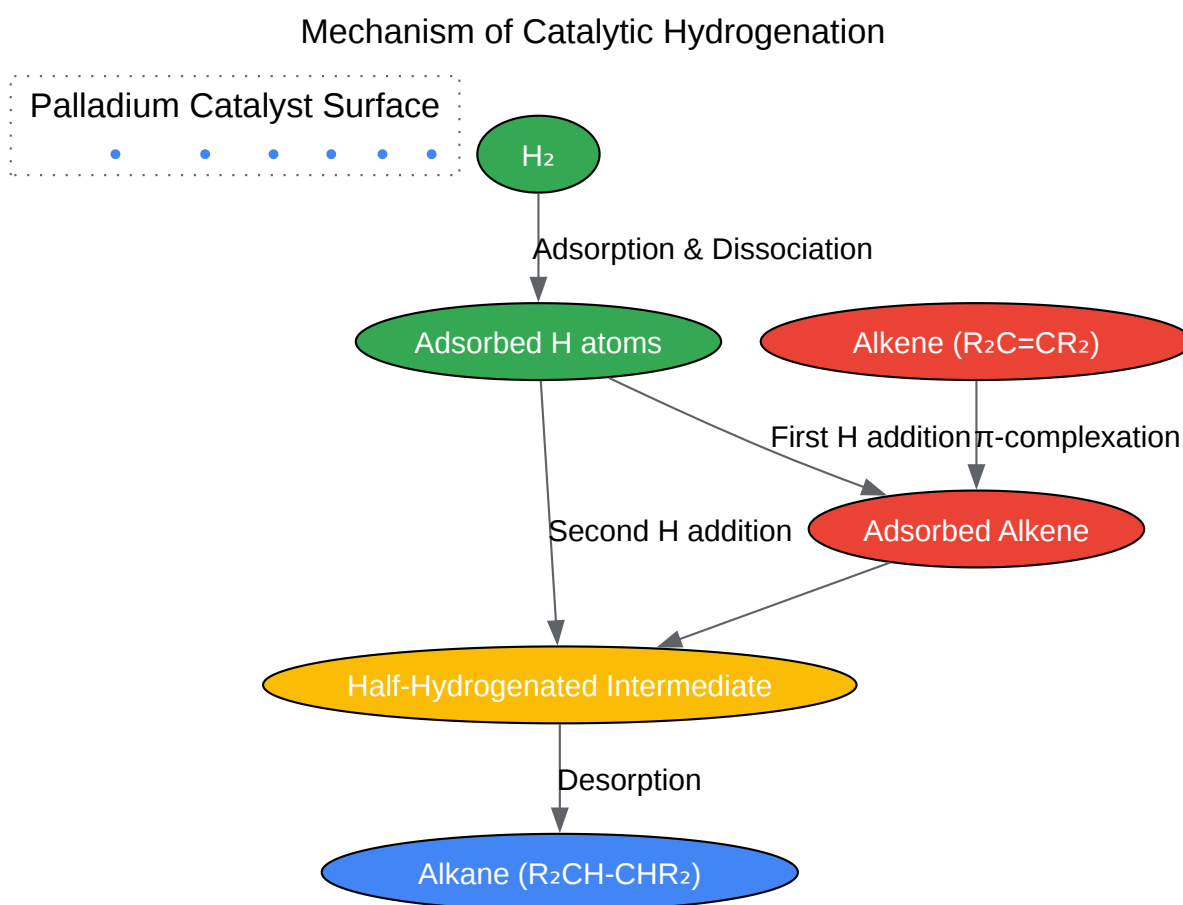 Mechanism of Catalytic Hydrogenation
Palladium Catalyst Surface
H₂
Adsorption & Dissociation
Adsorbed H atoms
Alkene (R₂C=CR₂)
First H addition
π-complexation
Second H addition
Adsorbed Alkene
Half-Hydrogenated Intermediate
Desorption
Alkane (R₂CH-CHR₂)